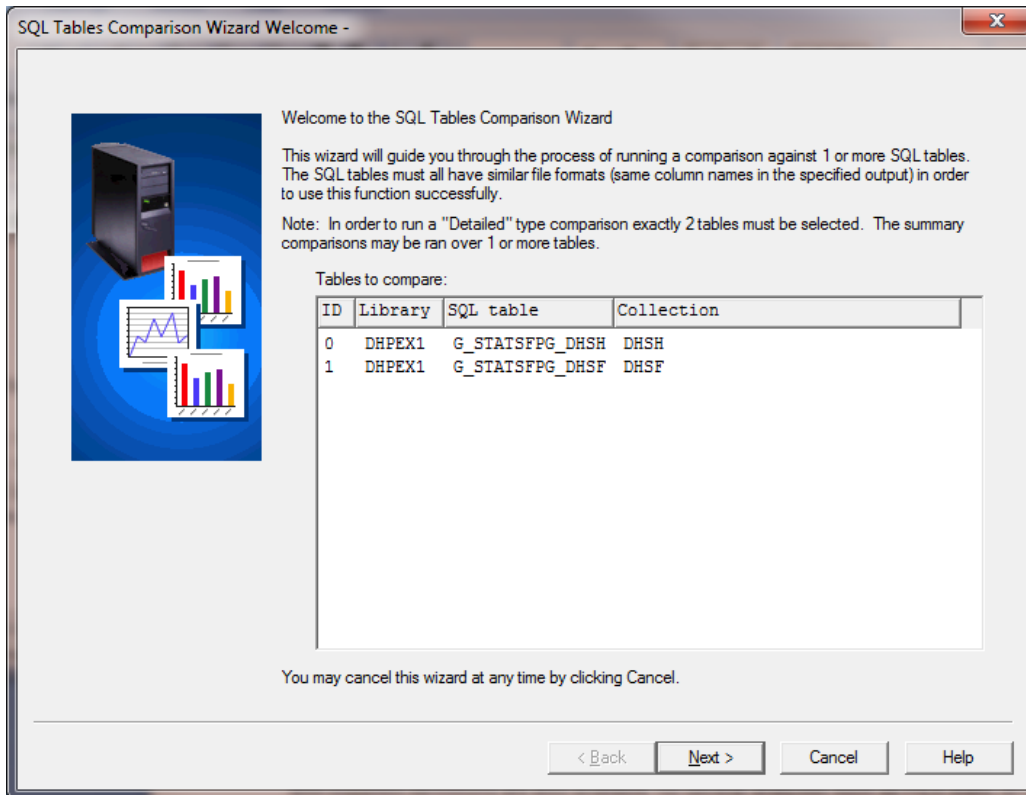 SQL Tables Comparison Wizard Welcome -
Welcome to the SQL Tables Comparison Wizard
This wizard will guide you through the process of running a comparison against 1 or more SQL tables.
The SQL tables must all have similar file formats (same column names in the specified output) in order
to use this function successfully.
Note:  In order to run a "Detailed" type comparison exactly 2 tables must be selected.  The summary
comparisons may be ran over 1 or more tables.
Tables to compare:
ID Library SQL table Collection
0 DHPEX1 G_STATSFPG_DHSH DHSH
1 DHPEX1 G_STATSFPG_DHSF DHSF
You may cancel this wizard at any time by clicking Cancel.
< Back Next > Cancel Help